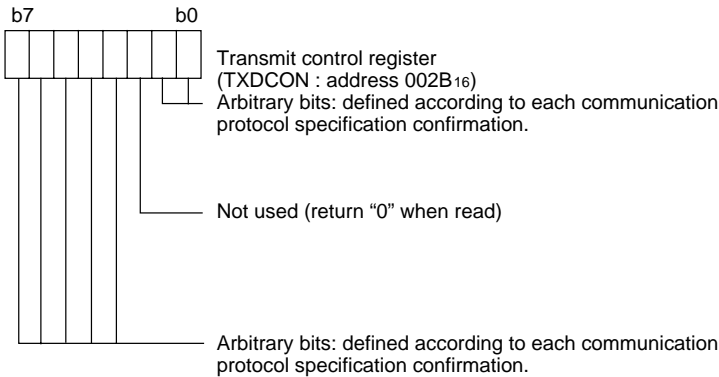 b7 b0
Transmit control register
(TXDCON : address 002B16)
Arbitrary bits: defined according to each communication
protocol specification confirmation.
Not used (return “0” when read)
Arbitrary bits: defined according to each communication
protocol specification confirmation.